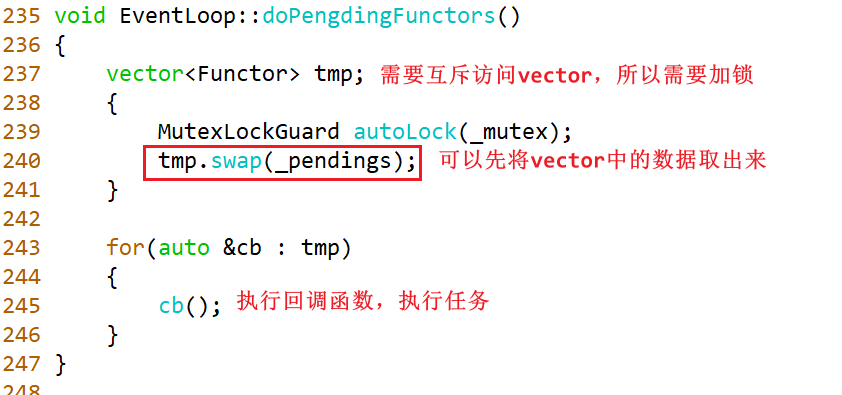 235 void EventLoop::doPengdingFunctors()
236 {
237     vector<Functor> tmp; 需要互斥访问vector，所以需要加锁
238     {
239         MutexLockGuard autoLock(_mutex);
240         tmp.swap(_pendings); 可以先将vector中的数据取出来
241     }
242
243     for(auto &cb : tmp)
244     {
245         cb(); 执行回调函数，执行任务
246     }
247 }
248